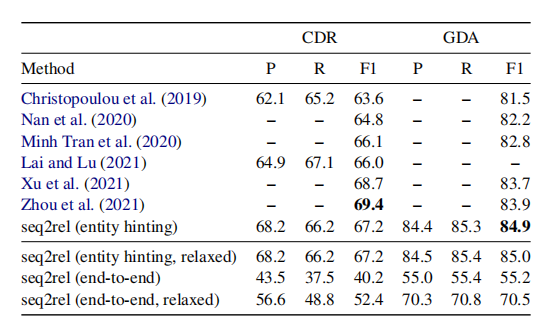 CDR GDA
Method P R F1 P R F1
Christopoulou et al. (2019) 62.1 65.2 63.6 – – 81.5
Nan et al. (2020) – – 64.8 – – 82.2
Minh Tran et al. (2020) – – 66.1 – – 82.8
Lai and Lu (2021) 64.9 67.1 66.0 – – –
Xu et al. (2021) – – 68.7 – – 83.7
Zhou et al. (2021) – – 69.4 – – 83.9
seq2rel (entity hinting) 68.2 66.2 67.2 84.4 85.3 84.9
seq2rel (entity hinting, relaxed) 68.2 66.2 67.2 84.5 85.4 85.0
seq2rel (end-to-end) 43.5 37.5 40.2 55.0 55.4 55.2
seq2rel (end-to-end, relaxed) 56.6 48.8 52.4 70.3 70.8 70.5